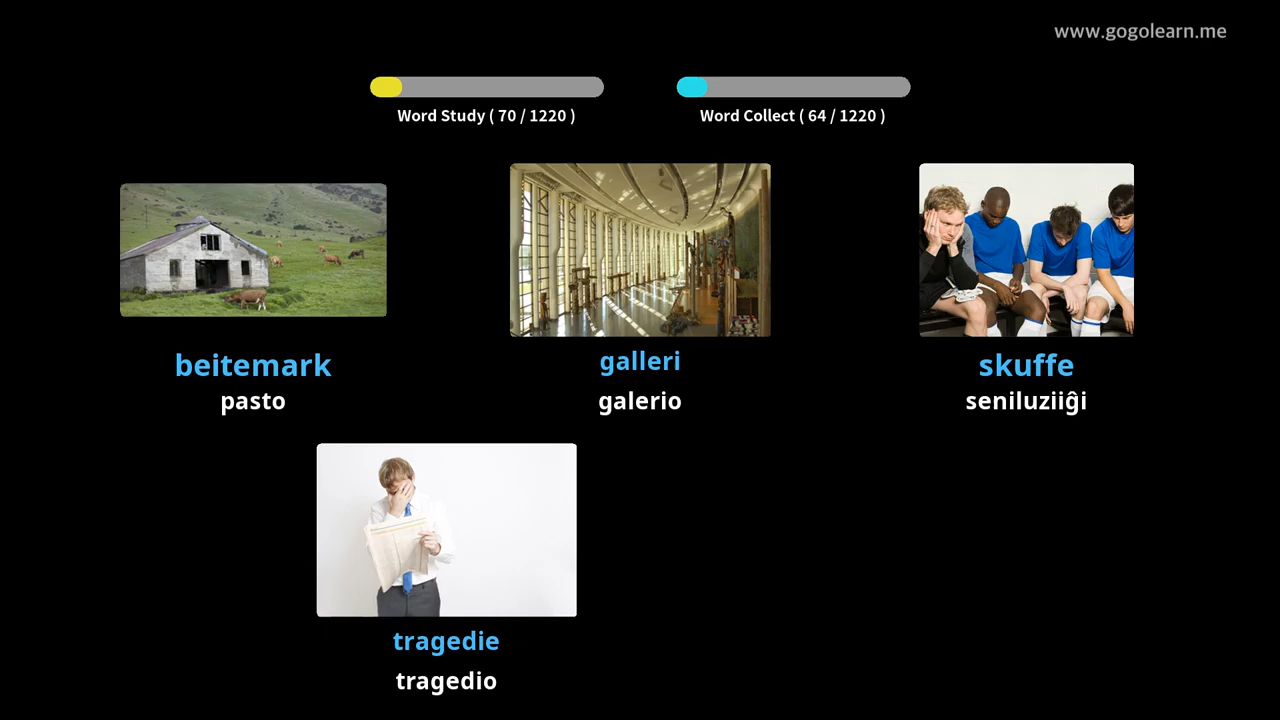 www.gogolearn.me
Word Study ( 70 / 1220 )
Word Collect ( 64 / 1220 )
beitemark
pasto
galleri
galerio
skuffe
seniluziiĝi
tragedie
tragedio